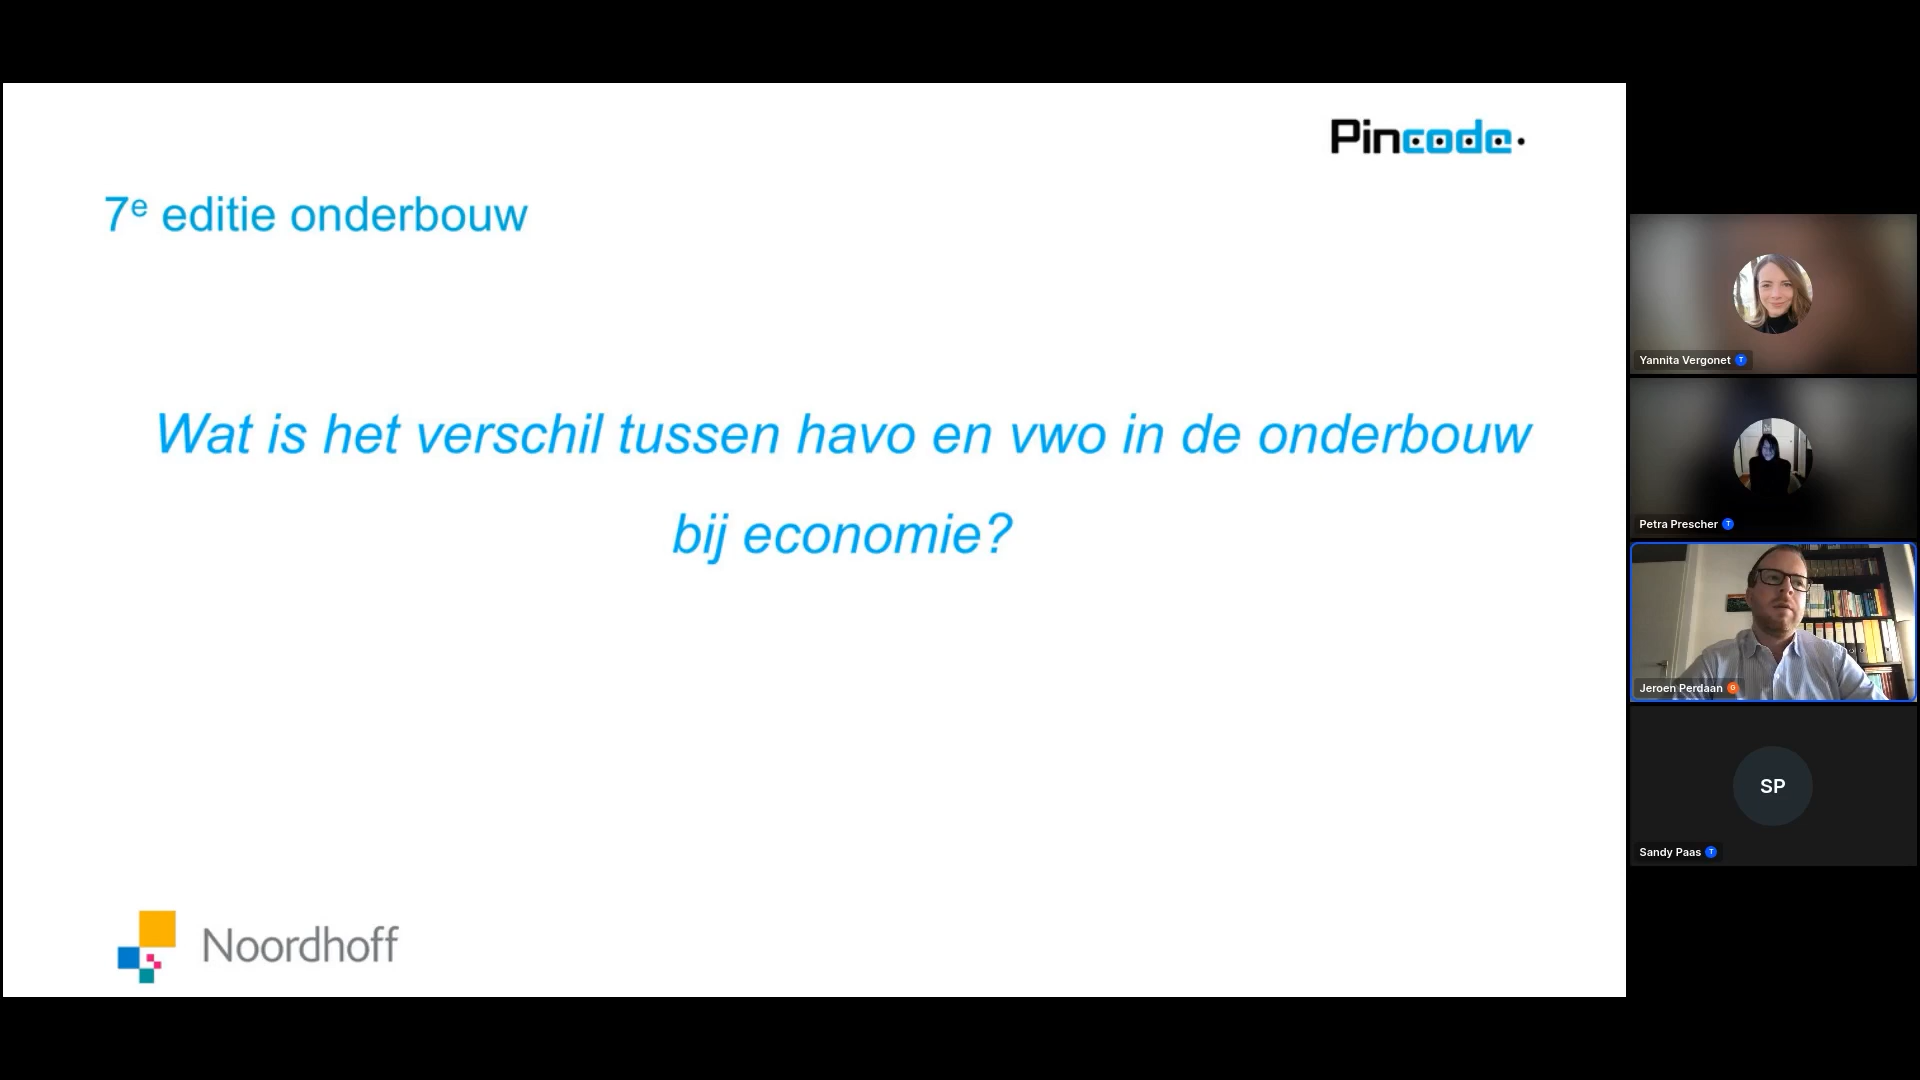 Pincode
7e editie onderbouw
Wat is het verschil tussen havo en vwo in de onderbouw
bij economie?
Noordhoff
Yannita Vergonet T
Petra Prescher T
Jeroen Perdaan G
SP
Sandy Paas T